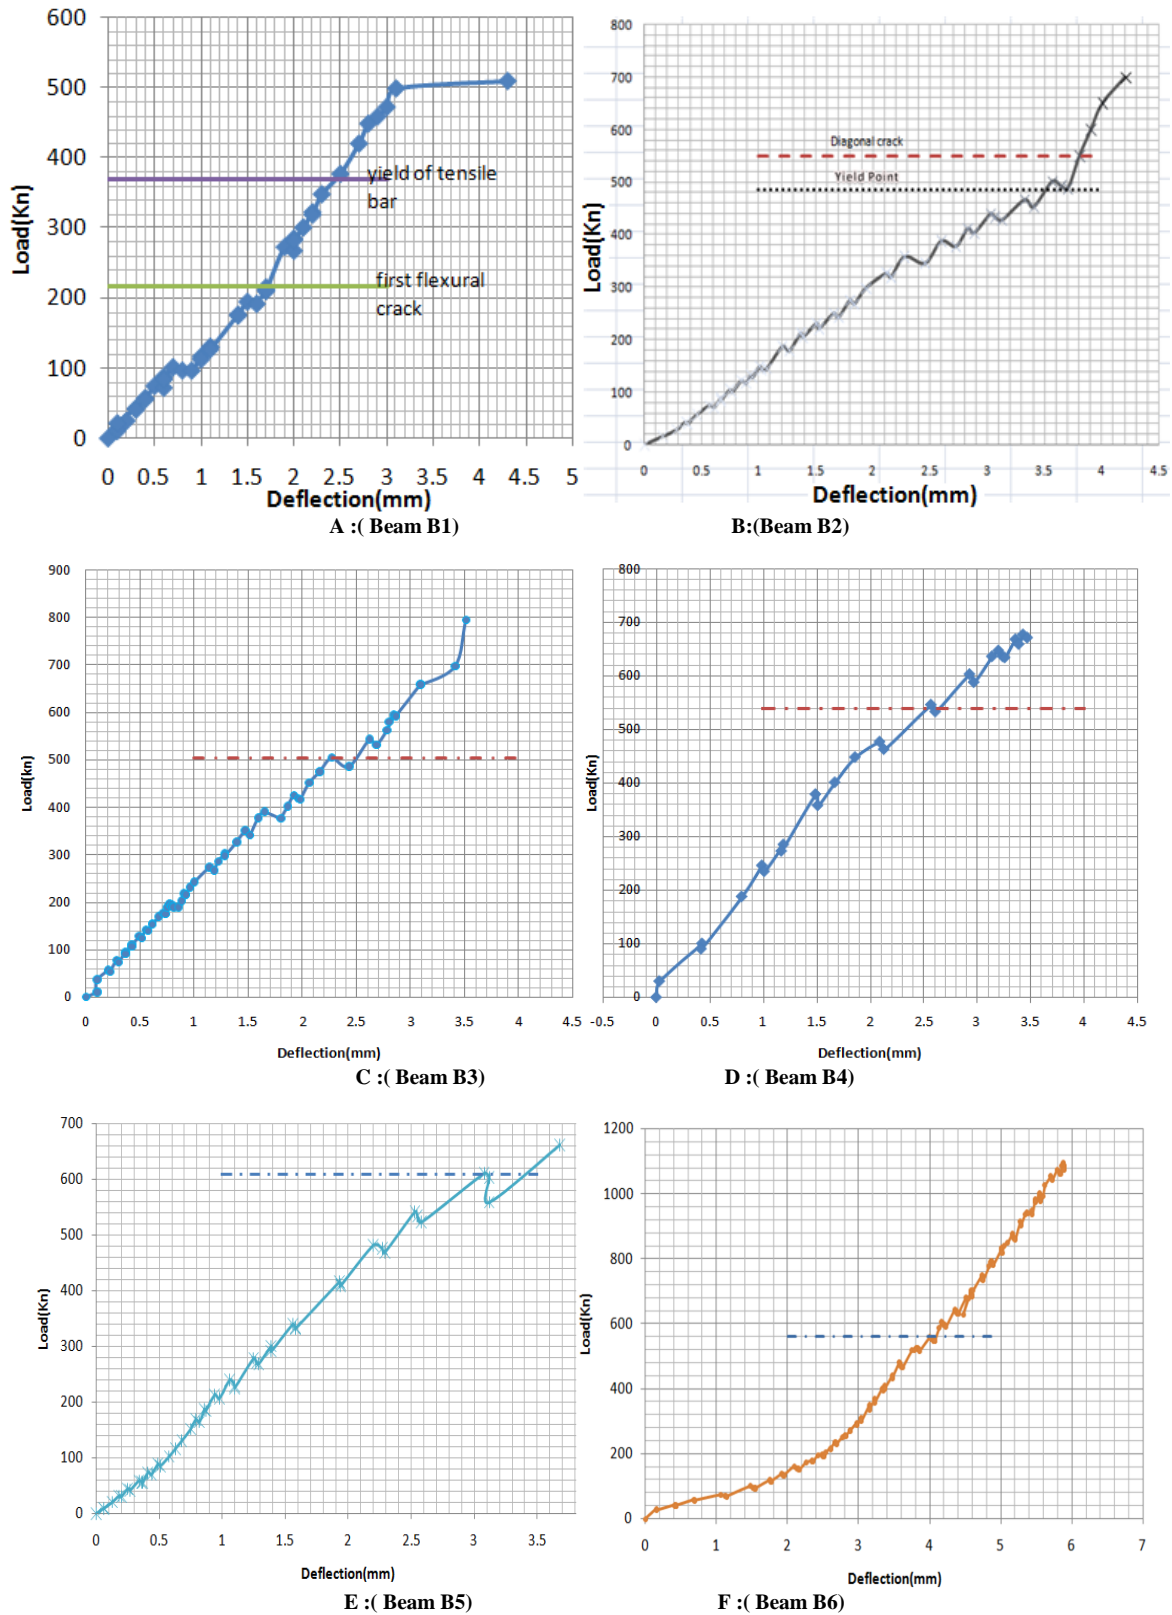 600
500
400
300
200
100
0
Load(Kn)
yield of tensile
bar
first flexural
crack
0 0.5 1 1.5 2 2.5 3 3.5 4 4.5 5
Deflection(mm)
A :( Beam B1)
800
700
600
500
400
300
200
100
0
Load(Kn)
Diagonal crack
Yield Point
0 0.5 1 1.5 2 2.5 3 3.5 4 4.5
Deflection(mm)
B:(Beam B2)
900
800
700
600
500
400
300
200
100
0
Load(Kn)
0 0.5 1 1.5 2 2.5 3 3.5 4 4.5
Deflection(mm)
C :( Beam B3)
800
700
600
500
400
300
200
100
0
Load(Kn)
-0.5 0 0.5 1 1.5 2 2.5 3 3.5 4 4.5
Deflection(mm)
D :( Beam B4)
700
600
500
400
300
200
100
0
Load(Kn)
0 0.5 1 1.5 2 2.5 3 3.5
Deflection(mm)
E :( Beam B5)
1200
1000
800
600
400
200
0
Load(Kn)
0 1 2 3 4 5 6 7
Deflection(mm)
F :( Beam B6)